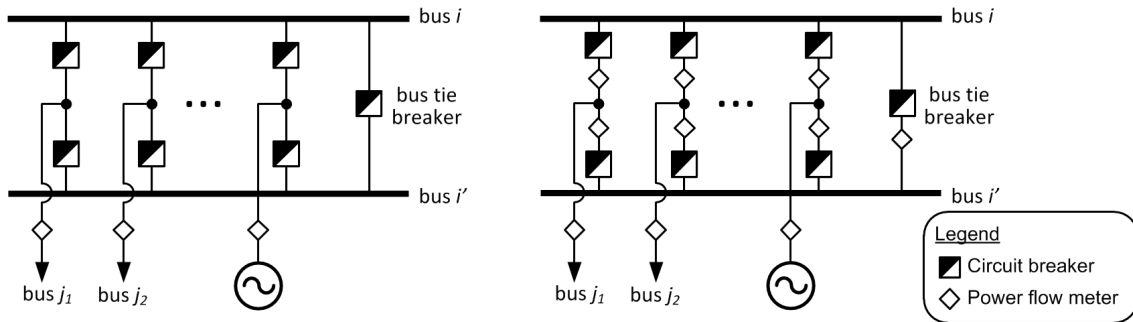 bus i
bus tie
breaker
bus i'
bus j₁
bus j₂
bus i
bus tie
breaker
bus i'
bus j₁
bus j₂
Legend
Circuit breaker
Power flow meter